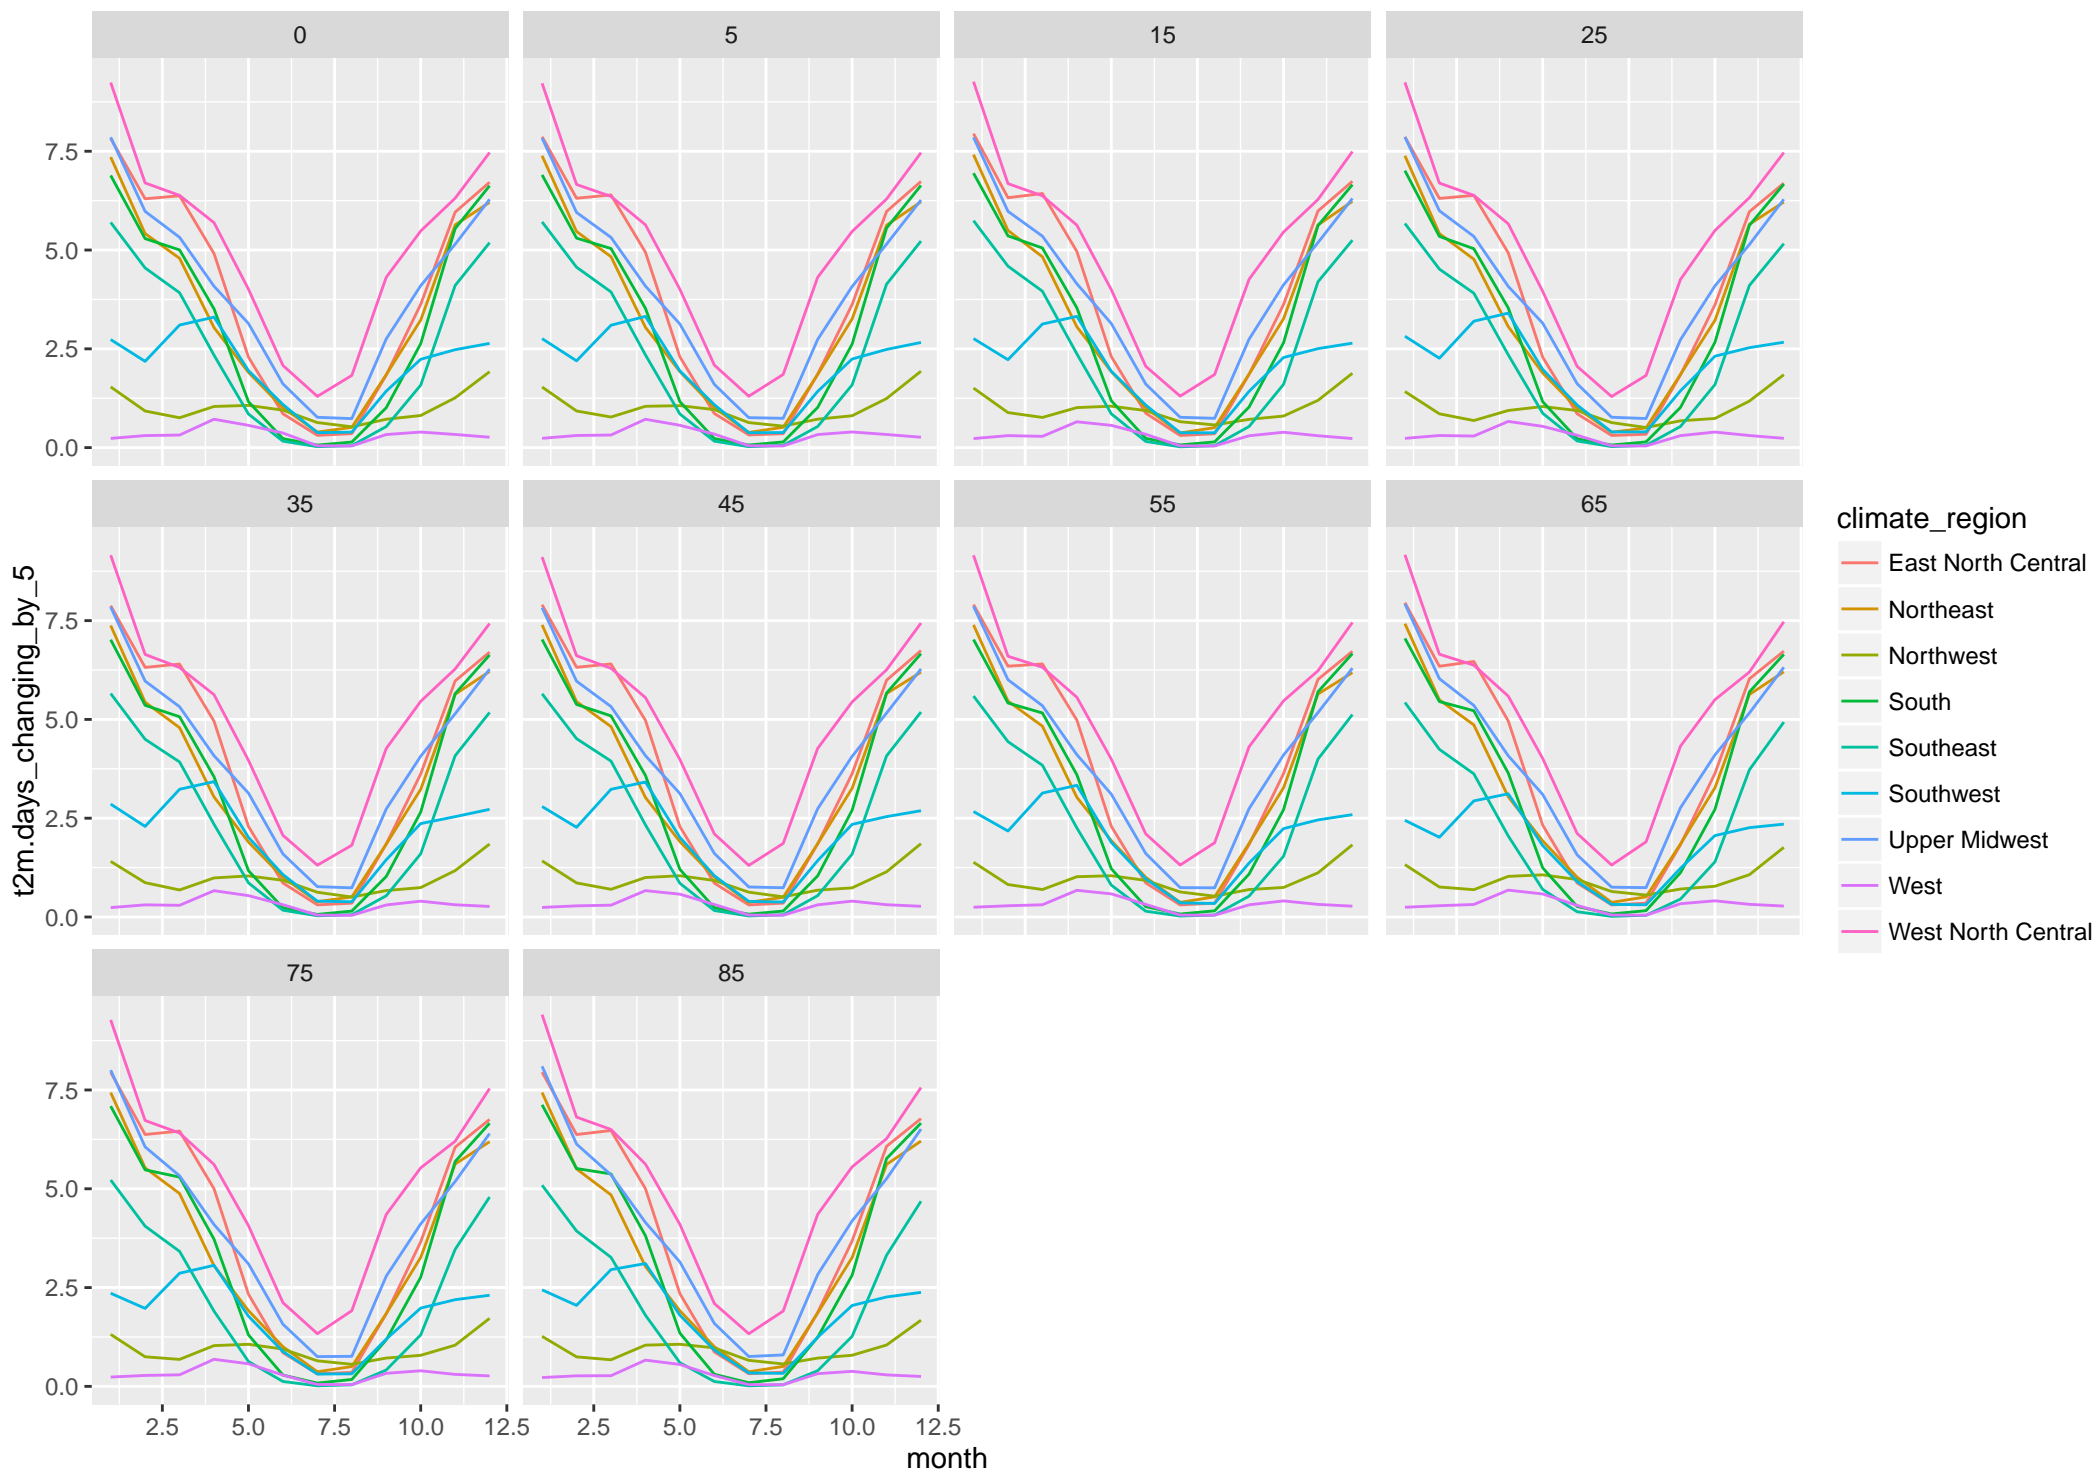 0 5 15 25
7.5
5.0
2.5
0.0
35 45 55 65
7.5
5.0
2.5
0.0
75 85
7.5
5.0
2.5
0.0
2.5 5.0 7.5 10.0 12.5 2.5 5.0 7.5 10.0 12.5
month
t2m.days_changing_by_5
climate_region
East North Central
Northeast
Northwest
South
Southeast
Southwest
Upper Midwest
West
West North Central